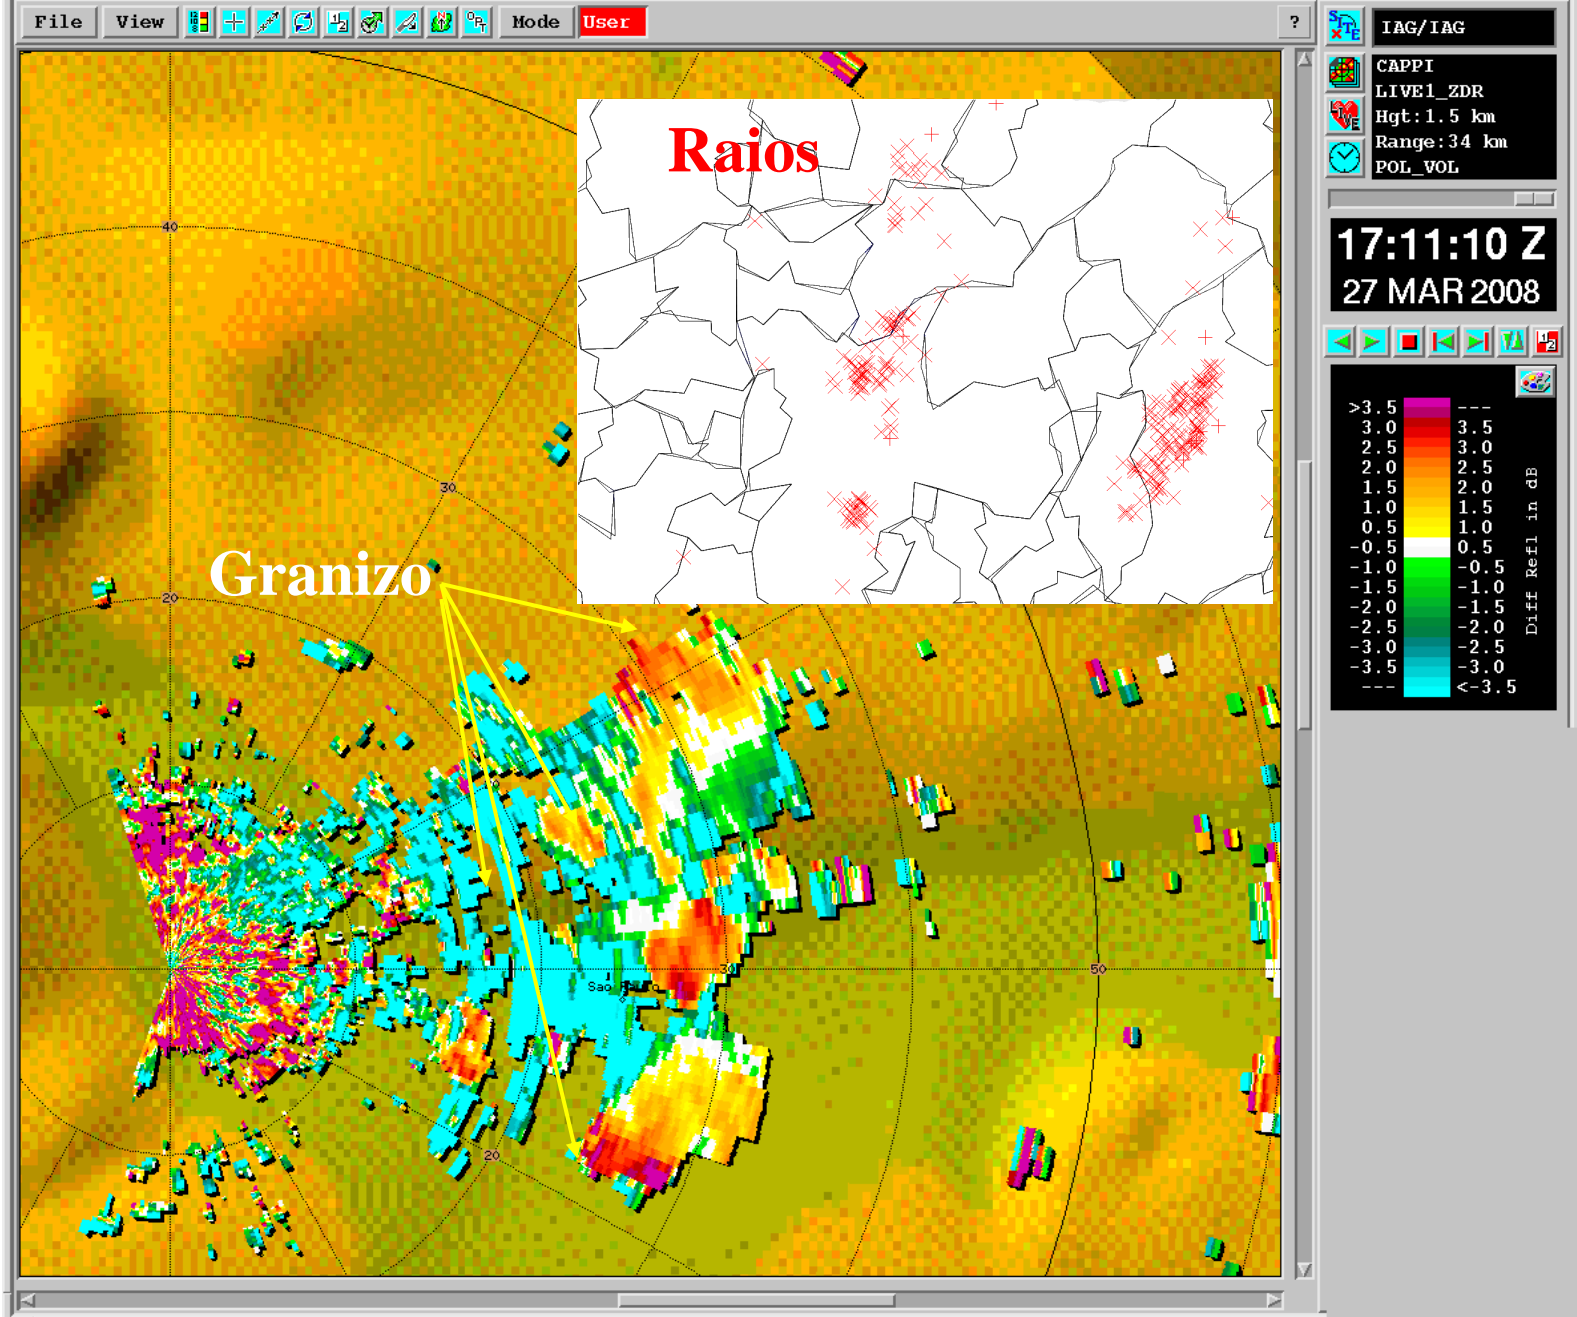 File View Mode User ?
IAG/IAG
CAPPI
LIVE1_ZDR
Hgt:1.5 km
Range:34 km
POL_VOL
17:11:10 Z
27 MAR 2008
>3.5 ---
3.0 3.5
2.5 3.0
2.0 2.5
1.5 2.0
1.0 1.5
0.5 1.0
-0.5 0.5
-1.0 -0.5
-1.5 -1.0
-2.0 -1.5
-2.5 -2.0
-3.0 -2.5
-3.5 -3.0
--- <-3.5
Diff Refl in dB
Raios
40
30
Granizo
20
30
50
20